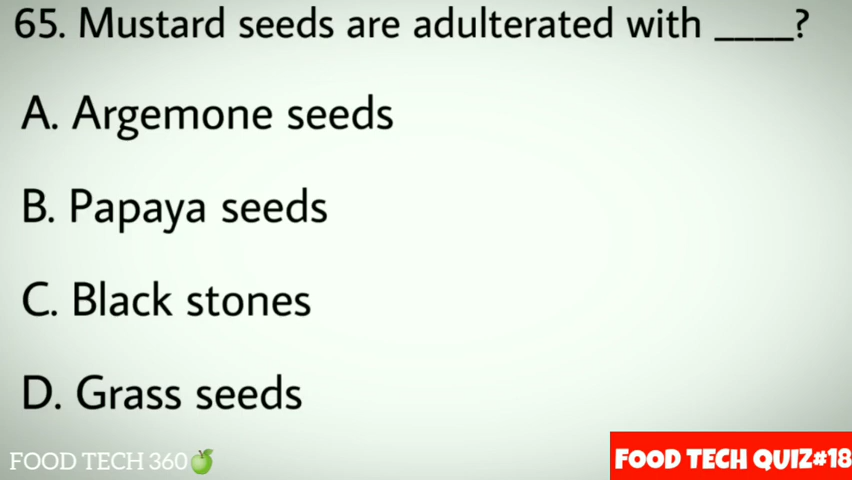 65. Mustard seeds are adulterated with ____?
A. Argemone seeds
B. Papaya seeds
C. Black stones
D. Grass seeds
FOOD TECH 360
FOOD TECH QUIZ#18